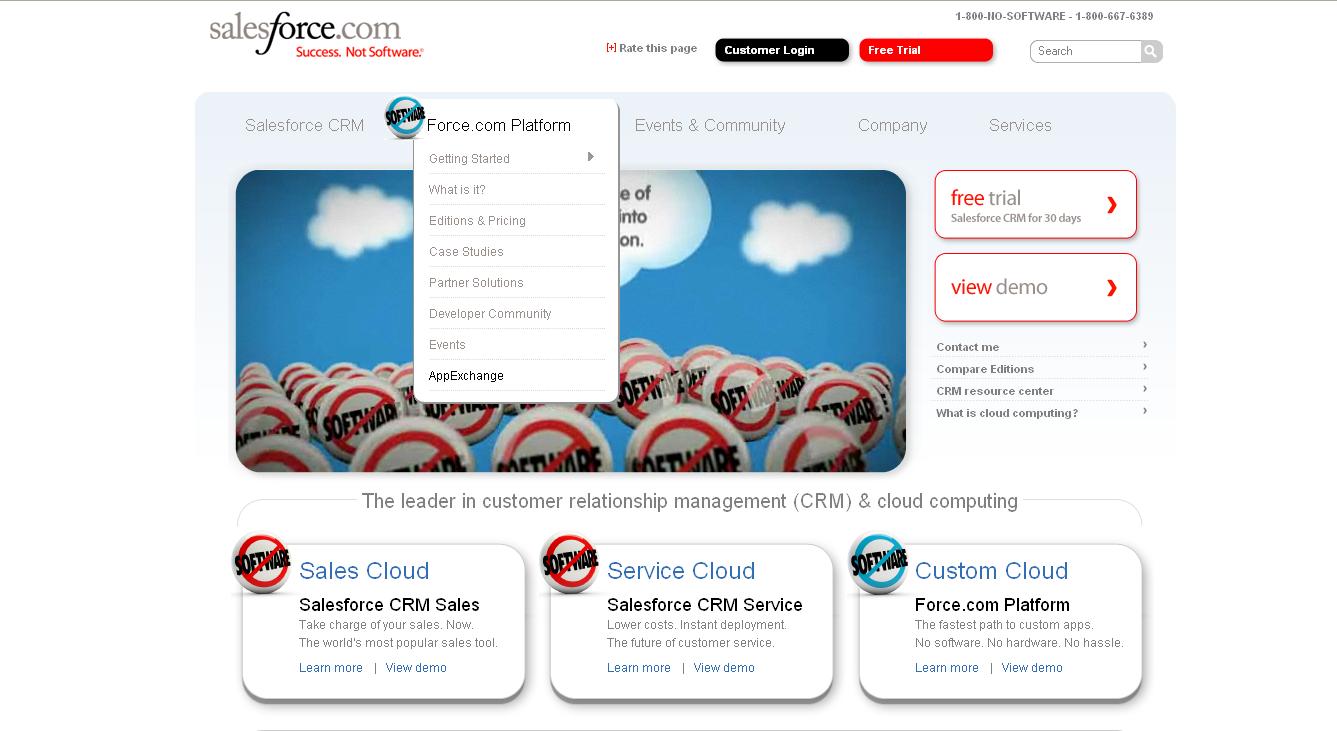 1-800-NO-SOFTWARE - 1-800-667-6389
salesforce.com
Success. Not Software.®
[+] Rate this page
Customer Login
Free Trial
Search
Salesforce CRM
SOFTWARE
Force.com Platform
Events & Community
Company
Services
Getting Started
What is it?
Editions & Pricing
Case Studies
Partner Solutions
Developer Community
Events
AppExchange
e of
into
on.
SOFTWARE
SOFTWARE
SOFTWARE
SOFTWARE
free trial
Salesforce CRM for 30 days
view demo
Contact me
Compare Editions
CRM resource center
What is cloud computing?
The leader in customer relationship management (CRM) & cloud computing
SOFTWARE
Sales Cloud
Salesforce CRM Sales
Take charge of your sales. Now.
The world's most popular sales tool.
Learn more | View demo
SOFTWARE
Service Cloud
Salesforce CRM Service
Lower costs. Instant deployment.
The future of customer service.
Learn more | View demo
SOFTWARE
Custom Cloud
Force.com Platform
The fastest path to custom apps.
No software. No hardware. No hassle.
Learn more | View demo